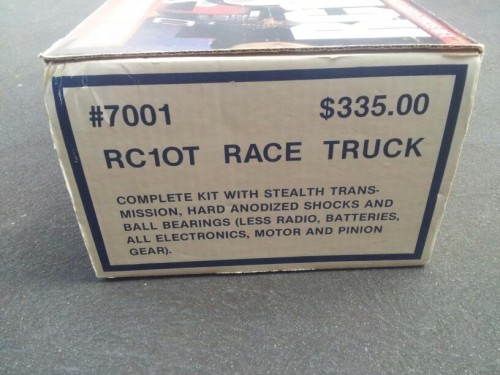 #7001 $335.00
RC10T RACE TRUCK
COMPLETE KIT WITH STEALTH TRANS-
MISSION, HARD ANODIZED SHOCKS AND
BALL BEARINGS (LESS RADIO, BATTERIES,
ALL ELECTRONICS, MOTOR AND PINION
GEAR).